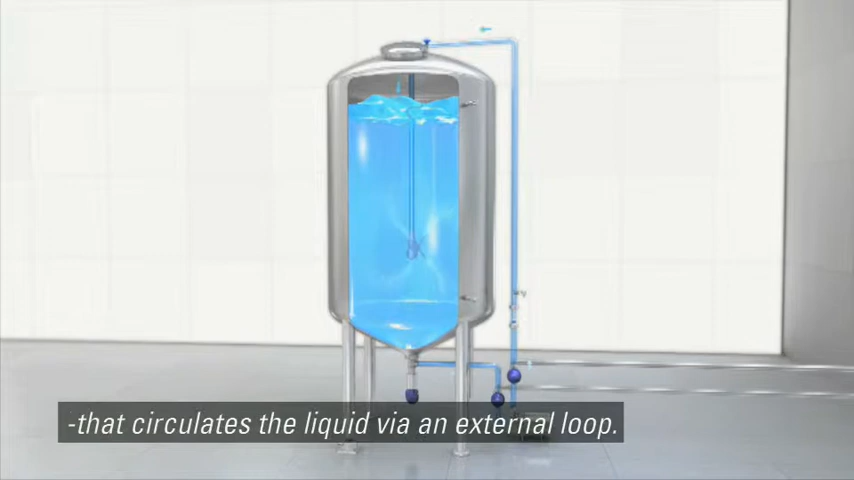 -that circulates the liquid via an external loop.